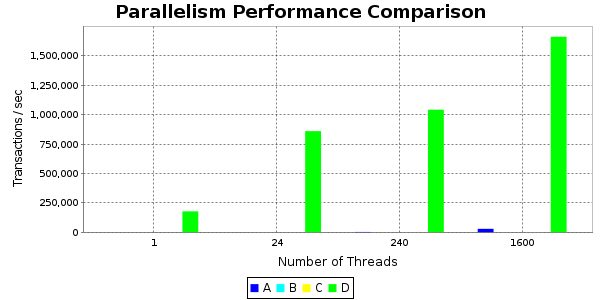 Parallelism Performance Comparison
Transactions / sec
1,500,000
1,250,000
1,000,000
750,000
500,000
250,000
0
1 24 240 1600
Number of Threads
A B C D